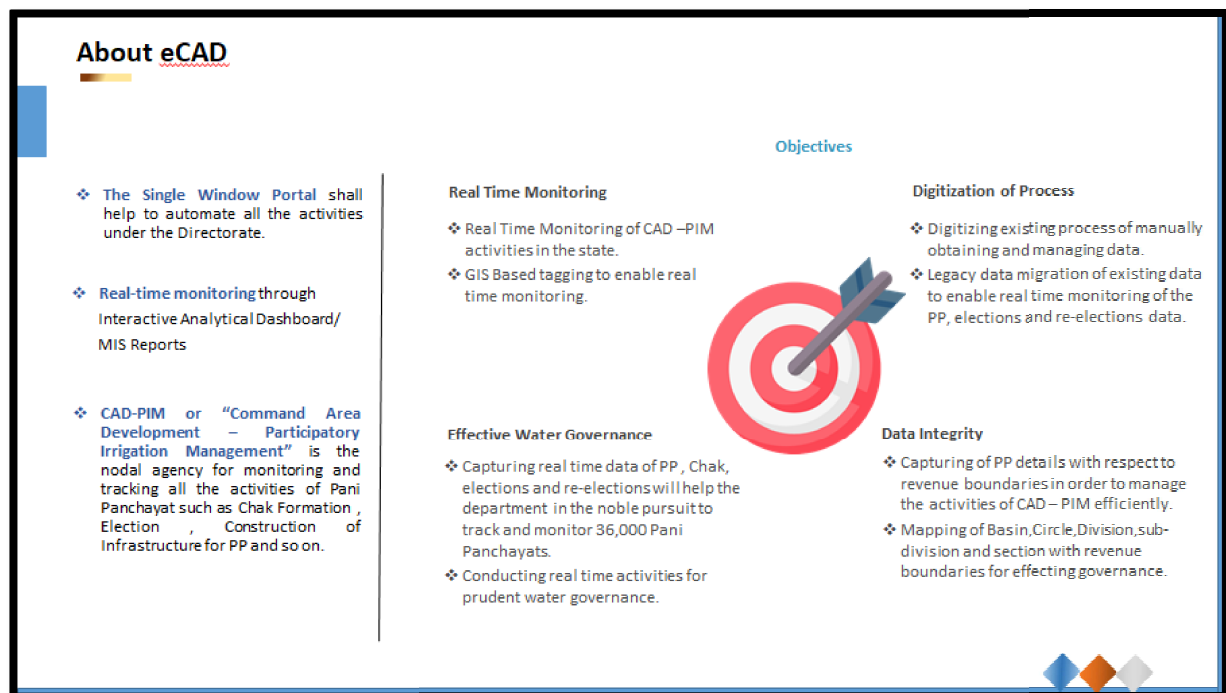 About eCAD
❖ The Single Window Portal shall
help to automate all the activities
under the Directorate.
❖ Real-time monitoring through
Interactive Analytical Dashboard/
MIS Reports
❖ CAD-PIM or “Command Area
Development – Participatory
Irrigation Management” is the
nodal agency for monitoring and
tracking all the activities of Pani
Panchayat such as Chak Formation ,
Election , Construction of
Infrastructure for PP and so on.
Objectives
Real Time Monitoring
❖ Real Time Monitoring of CAD –PIM
activities in the state.
❖ GIS Based tagging to enable real
time monitoring.
Digitization of Process
❖ Digitizing existing process of manually
obtaining and managing data.
❖ Legacy data migration of existing data
to enable real time monitoring of the
PP, elections and re-elections data.
Effective Water Governance
❖ Capturing real time data of PP , Chak,
elections and re-elections will help the
department in the noble pursuit to
track and monitor 36,000 Pani
Panchayats.
❖ Conducting real time activities for
prudent water governance.
Data Integrity
❖ Capturing of PP details with respect to
revenue boundaries in order to manage
the activities of CAD – PIM efficiently.
❖ Mapping of Basin,Circle,Division,sub-
division and section with revenue
boundaries for effecting governance.